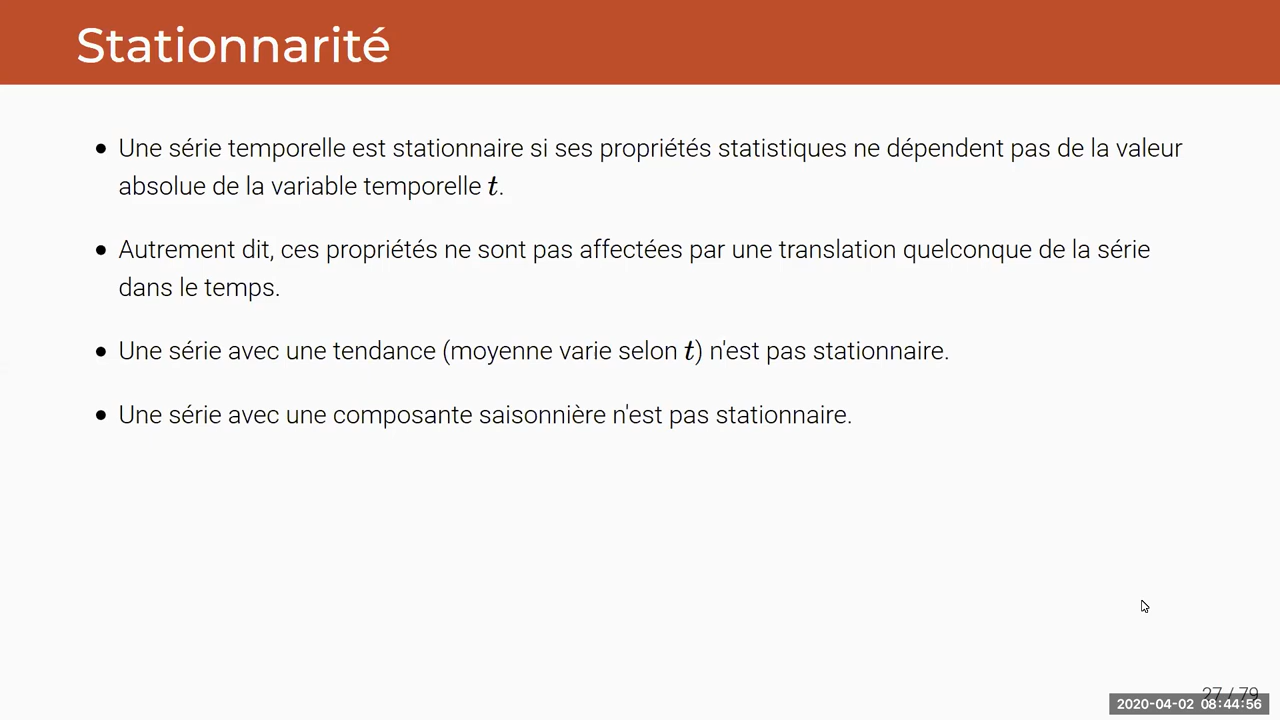 Stationnarité
• Une série temporelle est stationnaire si ses propriétés statistiques ne dépendent pas de la valeur
absolue de la variable temporelle t.
• Autrement dit, ces propriétés ne sont pas affectées par une translation quelconque de la série
dans le temps.
• Une série avec une tendance (moyenne varie selon t) n'est pas stationnaire.
• Une série avec une composante saisonnière n'est pas stationnaire.
27 / 79
2020-04-02 08:44:56